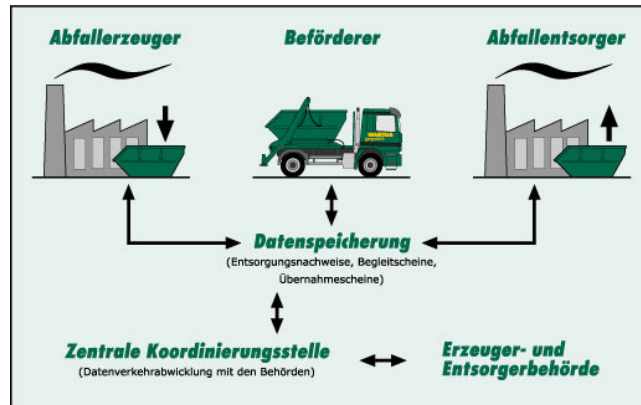 Abfallerzeuger
Beförderer
Abfallentsorger
Datenspeicherung
(Entsorgungsnachweise, Begleitscheine,
Übernahmescheine)
Zentrale Koordinierungsstelle
(Datenverkehrabwicklung mit den Behörden)
Erzeuger- und
Entsorgerbehörde